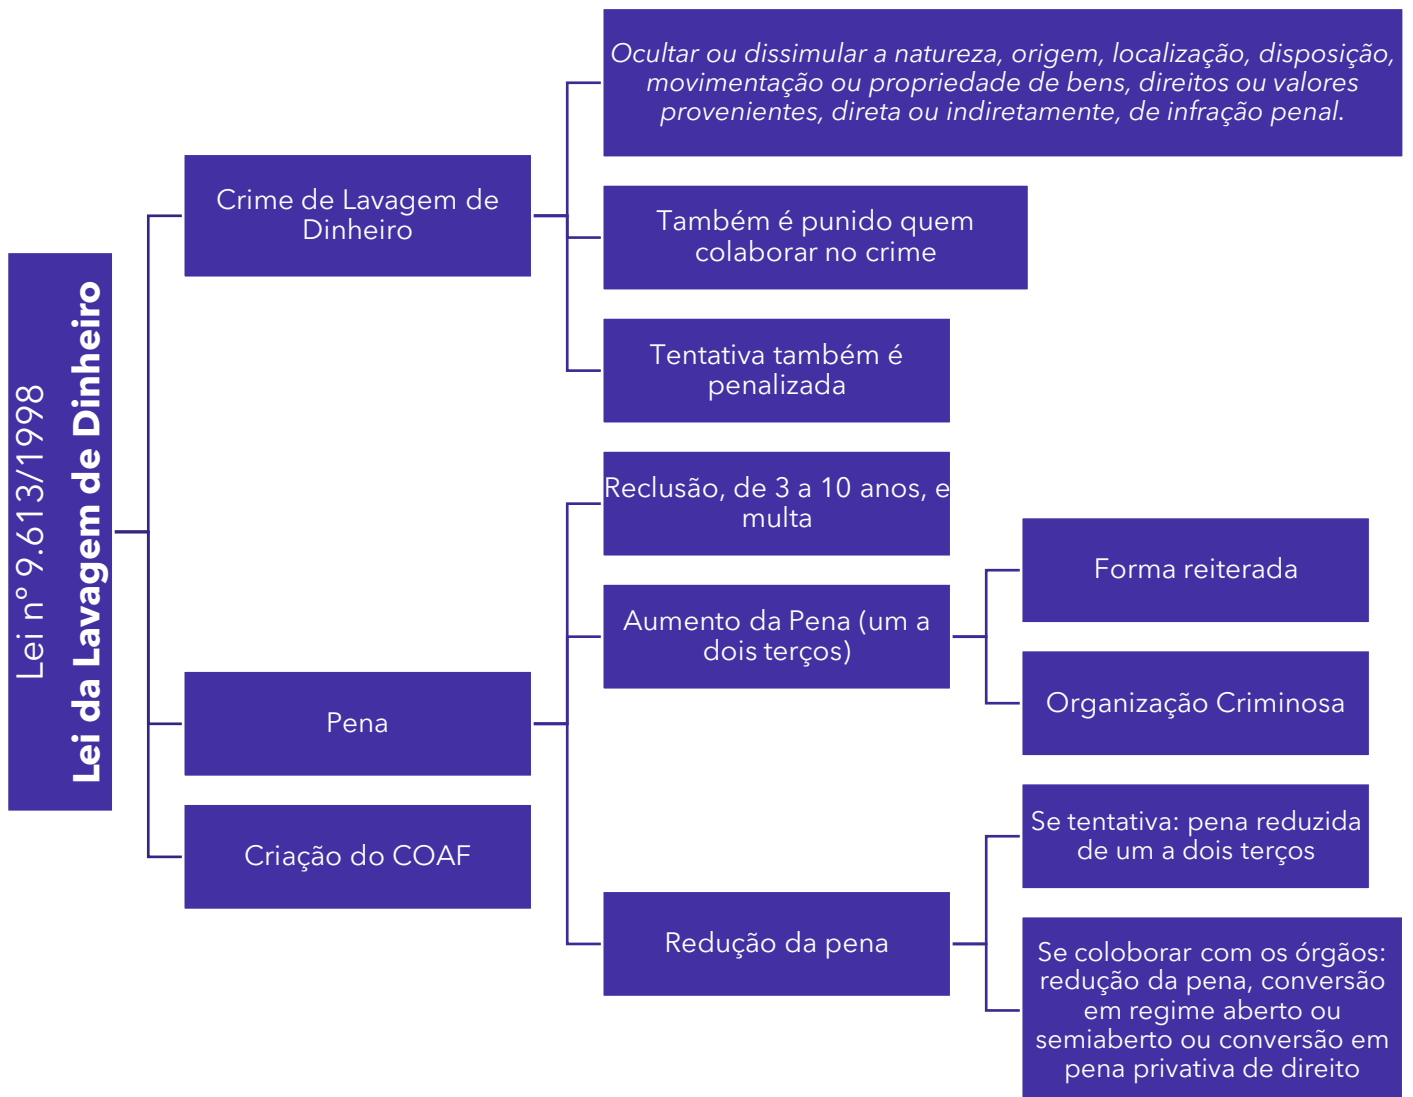 Lei nº 9.613/1998
Lei da Lavagem de Dinheiro
Crime de Lavagem de
Dinheiro
Ocultar ou dissimular a natureza, origem, localização, disposição,
movimentação ou propriedade de bens, direitos ou valores
provenientes, direta ou indiretamente, de infração penal.
Também é punido quem
colaborar no crime
Tentativa também é
penalizada
Pena
Reclusão, de 3 a 10 anos, e
multa
Aumento da Pena (um a
dois terços)
Forma reiterada
Organização Criminosa
Redução da pena
Se tentativa: pena reduzida
de um a dois terços
Se coloborar com os órgãos:
redução da pena, conversão
em regime aberto ou
semiaberto ou conversão em
pena privativa de direito
Criação do COAF